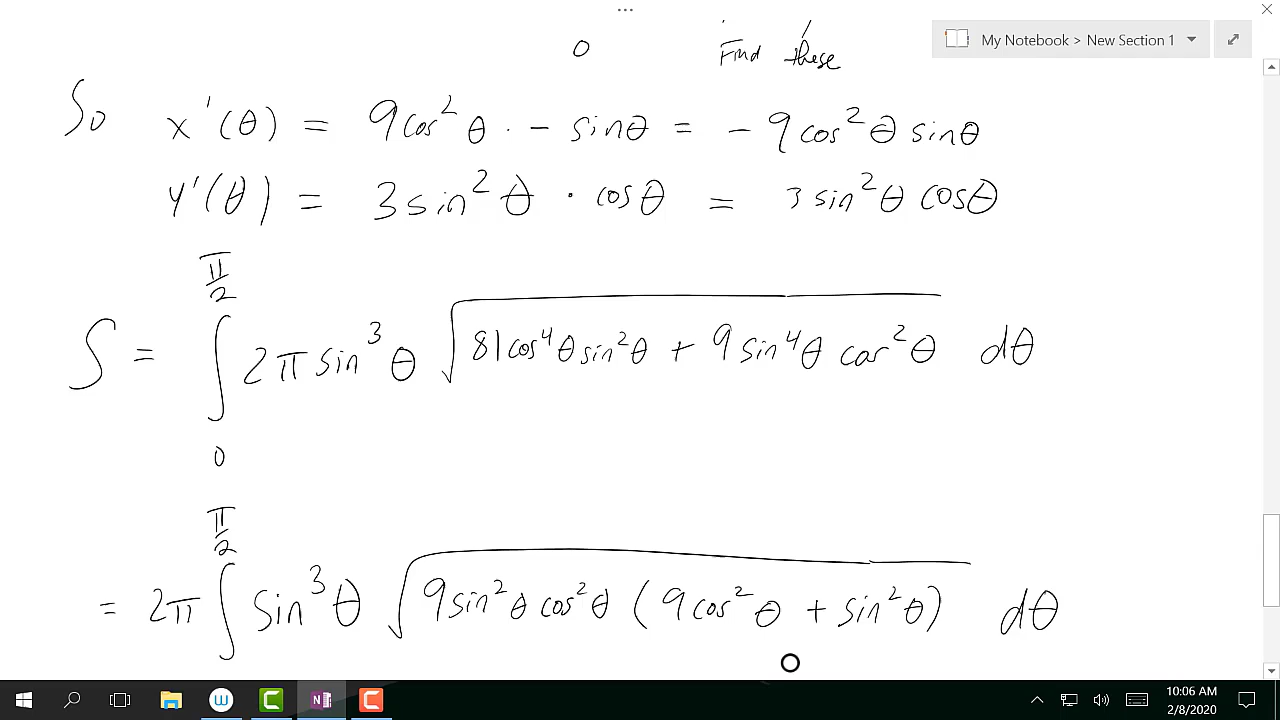 ...
My Notebook > New Section 1
0 Find these
So x'(θ) = 9cos²θ · - sinθ = - 9cos²θ sinθ
y'(θ) = 3sin²θ · cosθ = 3sin²θ cosθ
S = ∫₀^(π/2) 2π sin³θ √(81cos⁴θ sin²θ + 9sin⁴θ cos²θ) dθ
= 2π ∫^(π/2) sin³θ √(9sin²θ cos²θ (9cos²θ + sin²θ)) dθ
W
C
N
C
10:06 AM
2/8/2020